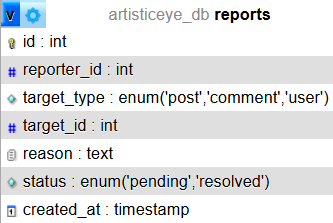 v artisticeye_db reports
id : int
# reporter_id : int
target_type : enum('post','comment','user')
# target_id : int
reason : text
status : enum('pending','resolved')
created_at : timestamp